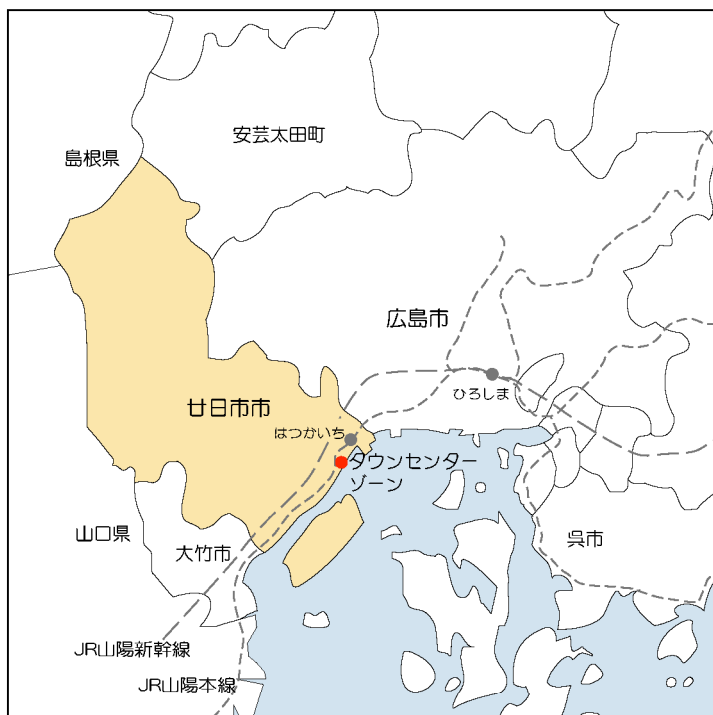 安芸太田町
島根県
広島市
ひろしま
廿日市市
はつかいち
タウンセンター
ゾーン
山口県
大竹市
呉市
JR山陽新幹線
JR山陽本線